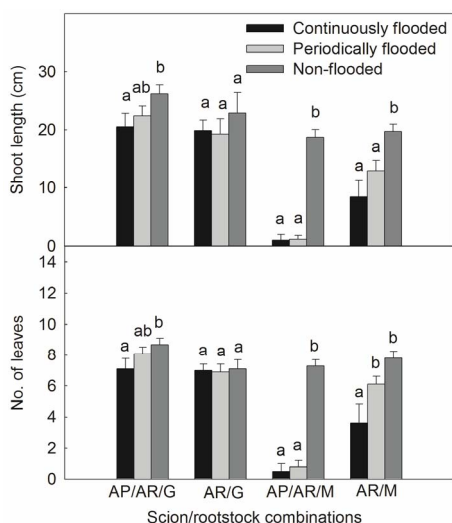 Continuously flooded
Periodically flooded
Non-flooded
Shoot length (cm)
30
20
10
0
a ab b
a a a
a a b
a a b
No. of leaves
14
12
10
8
6
4
2
0
a ab b
a a a
a a b
a b b
AP/AR/G AR/G AP/AR/M AR/M
Scion/rootstock combinations